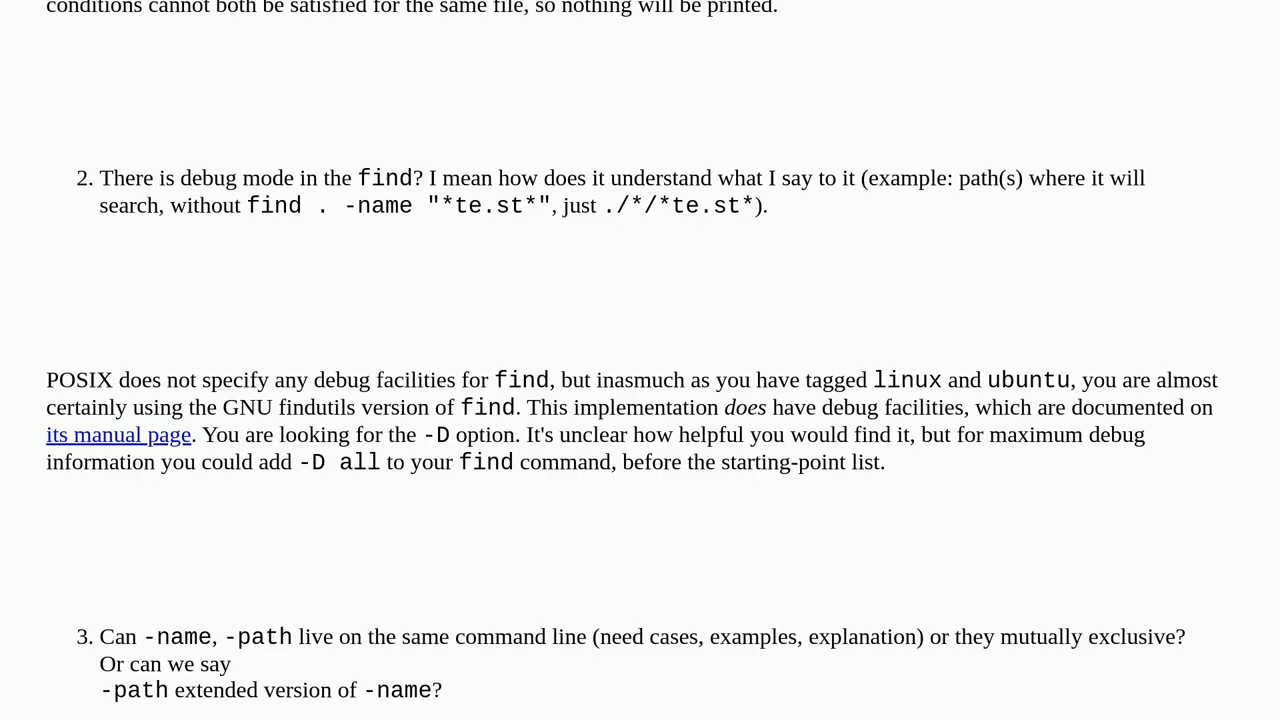 conditions cannot both be satisfied for the same file, so nothing will be printed.
2. There is debug mode in the find? I mean how does it understand what I say to it (example: path(s) where it will
search, without find . -name "*te.st*", just ./*/*te.st*).
POSIX does not specify any debug facilities for find, but inasmuch as you have tagged linux and ubuntu, you are almost
certainly using the GNU findutils version of find. This implementation does have debug facilities, which are documented on
its manual page. You are looking for the -D option. It's unclear how helpful you would find it, but for maximum debug
information you could add -D all to your find command, before the starting-point list.
3. Can -name, -path live on the same command line (need cases, examples, explanation) or they mutually exclusive?
Or can we say
-path extended version of -name?